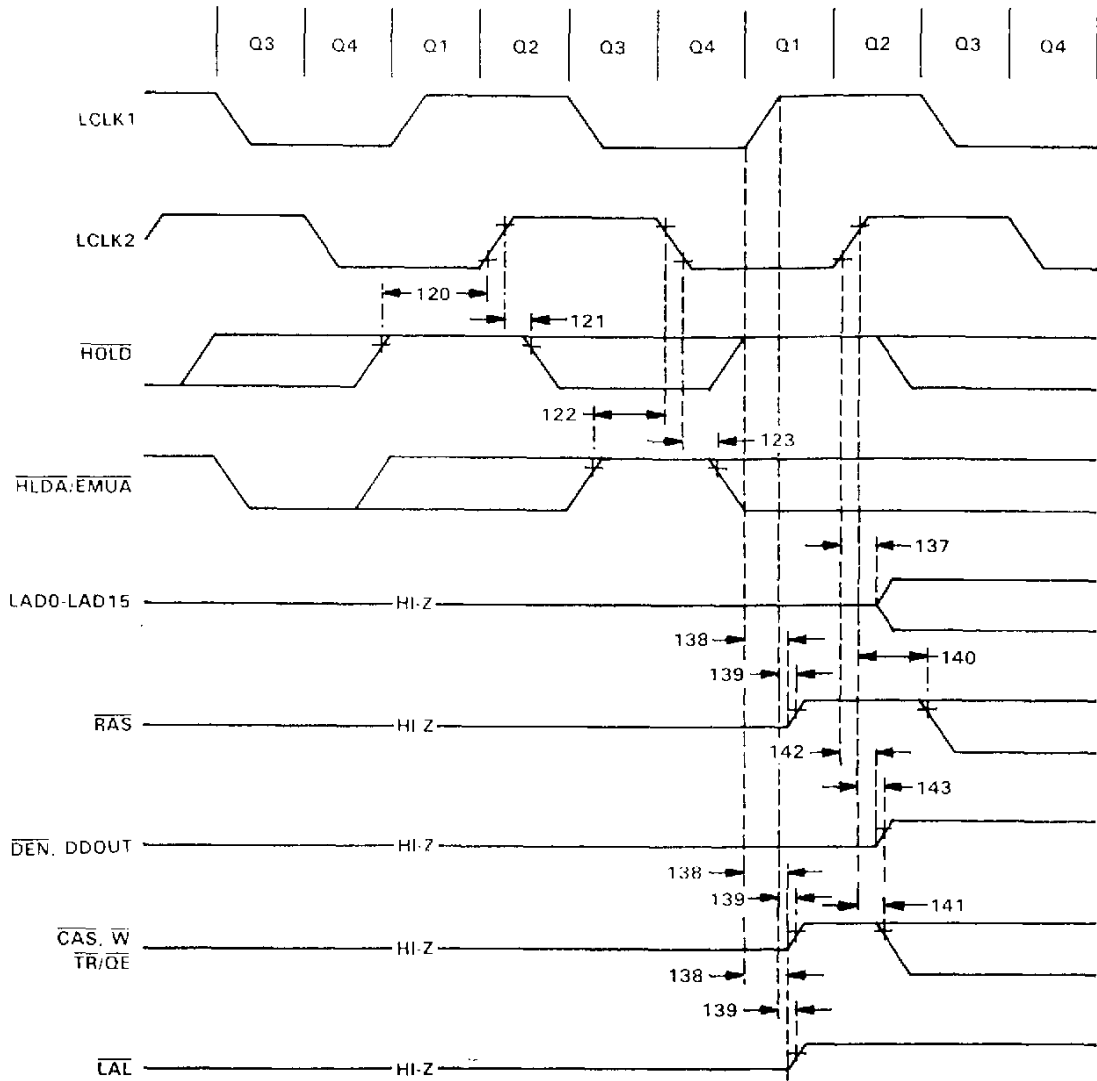 Q3 Q4 Q1 Q2 Q3 Q4 Q1 Q2 Q3 Q4
LCLK1
LCLK2
120
121
HOLD
122
123
HLDA/EMUA
137
LAD0-LAD15 HI-Z
138
140
139
RAS HI-Z
142
143
DEN, DDOUT HI-Z
138
139
141
CAS, W
TR/QE
HI-Z
138
139
LAL HI-Z